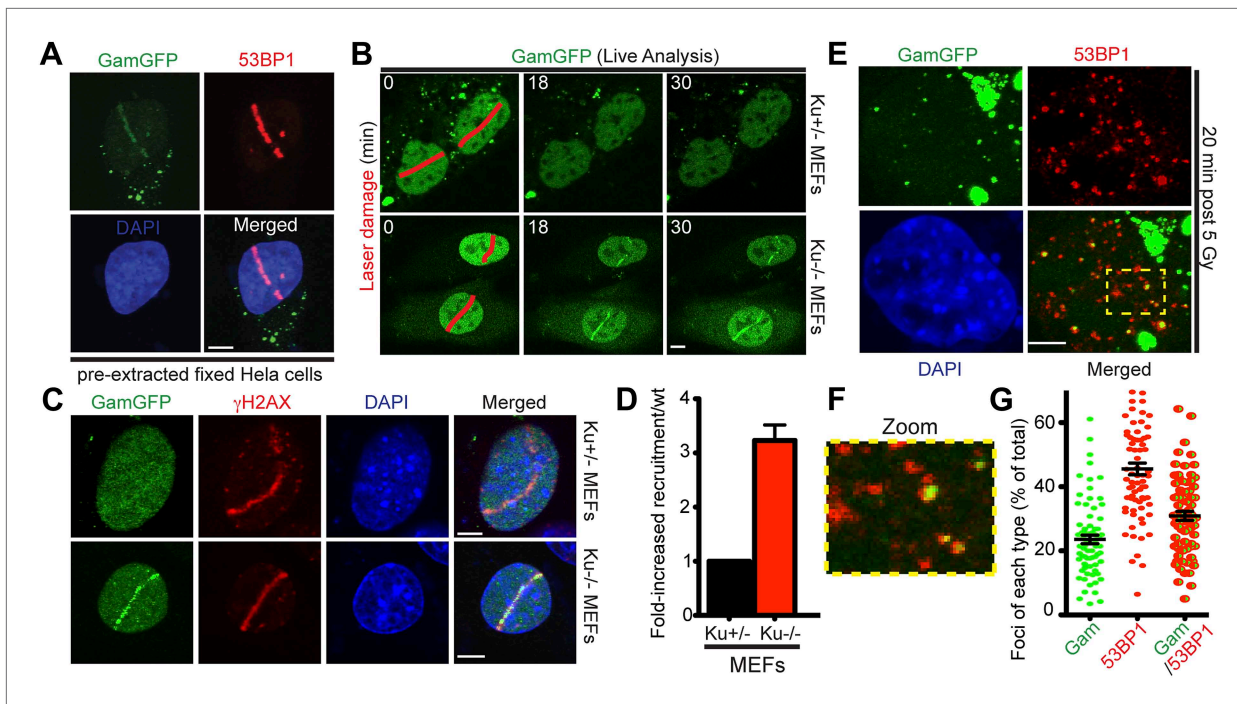 A
GamGFP 53BP1
DAPI Merged
pre-extracted fixed Hela cells
B
GamGFP (Live Analysis)
Laser damage (min)
0 18 30
Ku+/- MEFs
0 18 30
Ku-/- MEFs
C
GamGFP γH2AX DAPI Merged
Ku+/- MEFs
Ku-/- MEFs
D
Fold-increased recruitment/wt
4
3
2
1
0
Ku+/- Ku-/-
MEFs
E
GamGFP 53BP1
20 min post 5 Gy
DAPI Merged
F
Zoom
G
Foci of each type (% of total)
60
40
20
0
Gam
53BP1
Gam
/53BP1